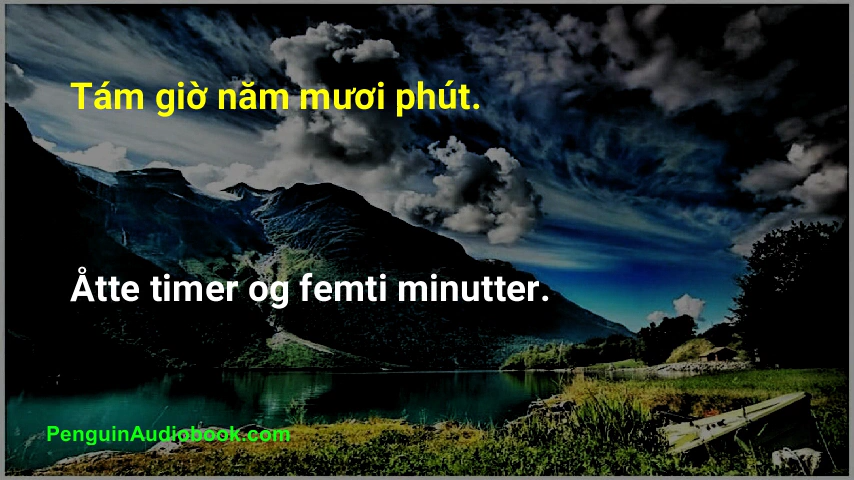 Tám giờ năm mươi phút.
Åtte timer og femti minutter.
PenguinAudiobook.com